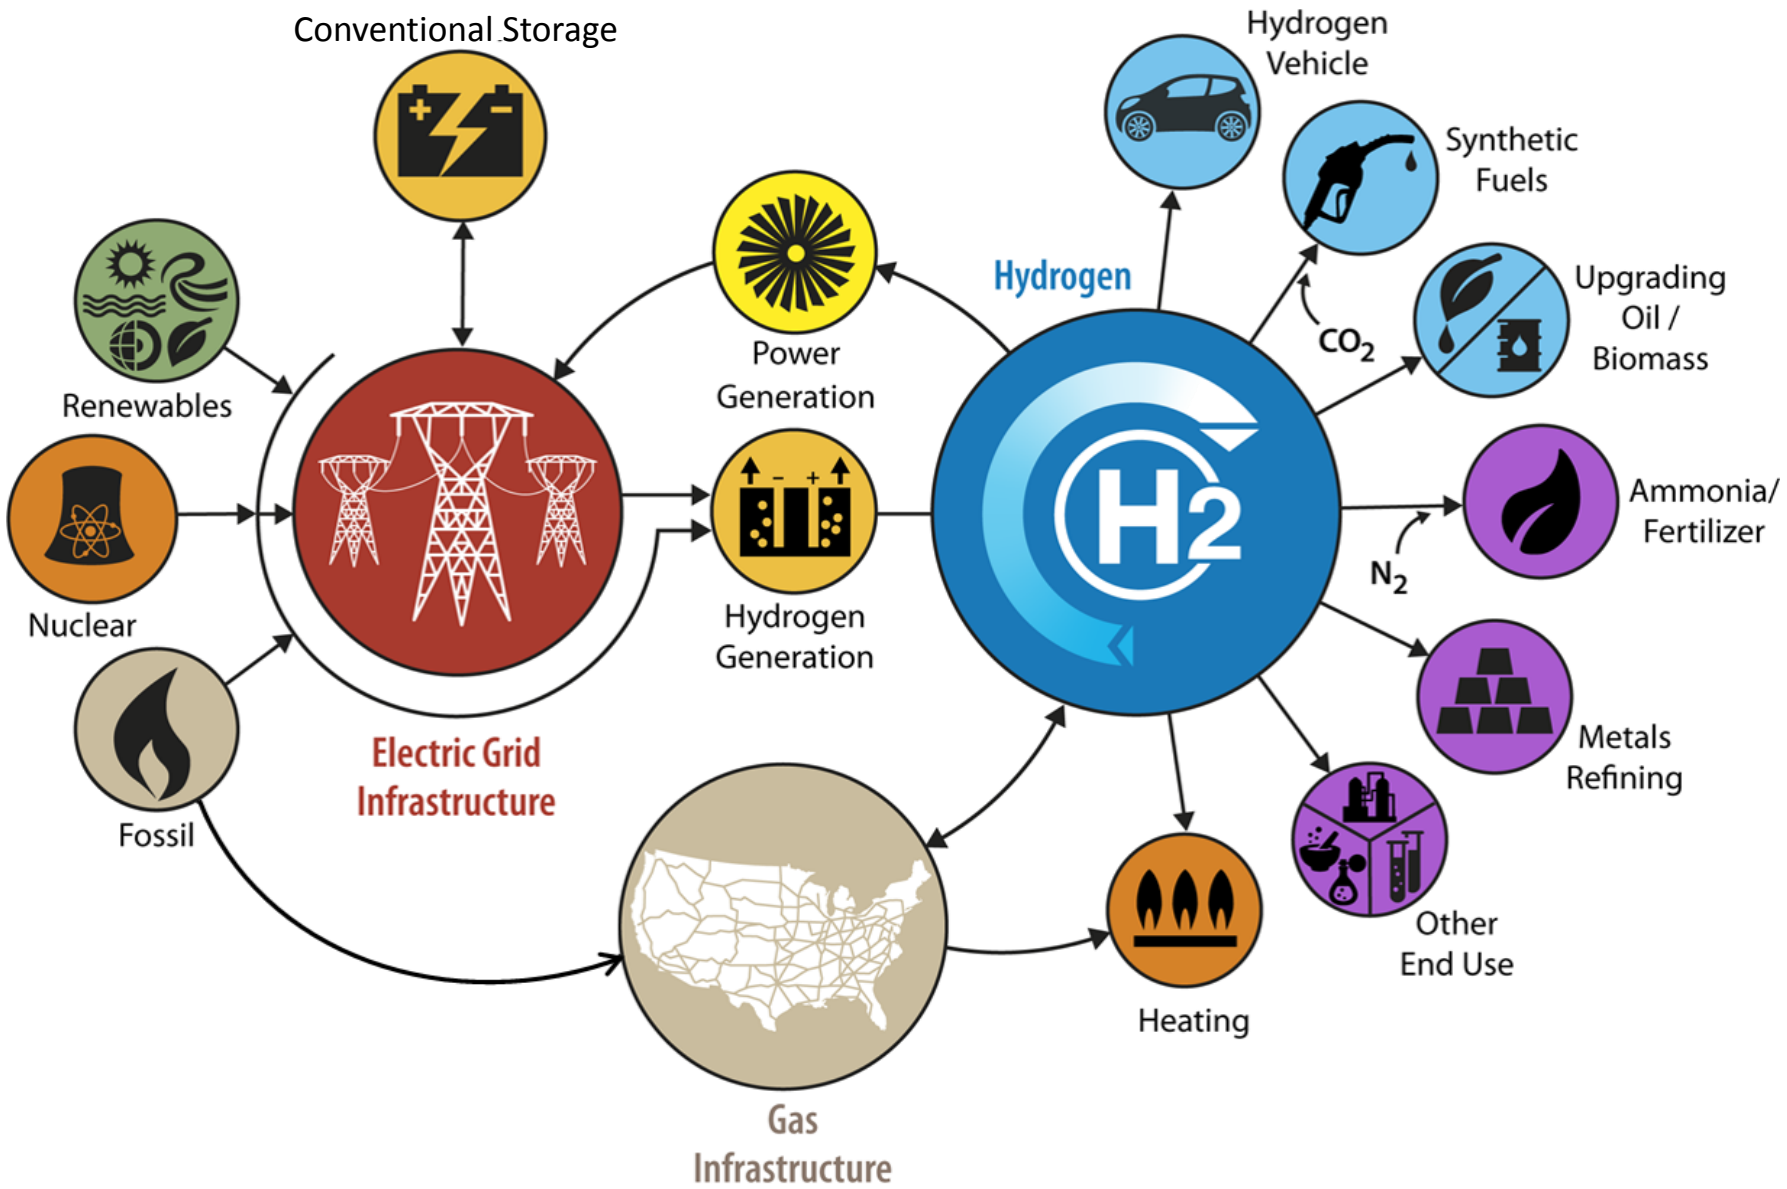 Conventional Storage
Hydrogen
Vehicle
Synthetic
Fuels
Upgrading
Oil /
Biomass
CO₂
Hydrogen
Power
Generation
Renewables
Nuclear
Fossil
+ -
- +
H2
Hydrogen
Generation
Ammonia/
Fertilizer
N₂
Metals
Refining
Other
End Use
Heating
Electric Grid
Infrastructure
Gas
Infrastructure